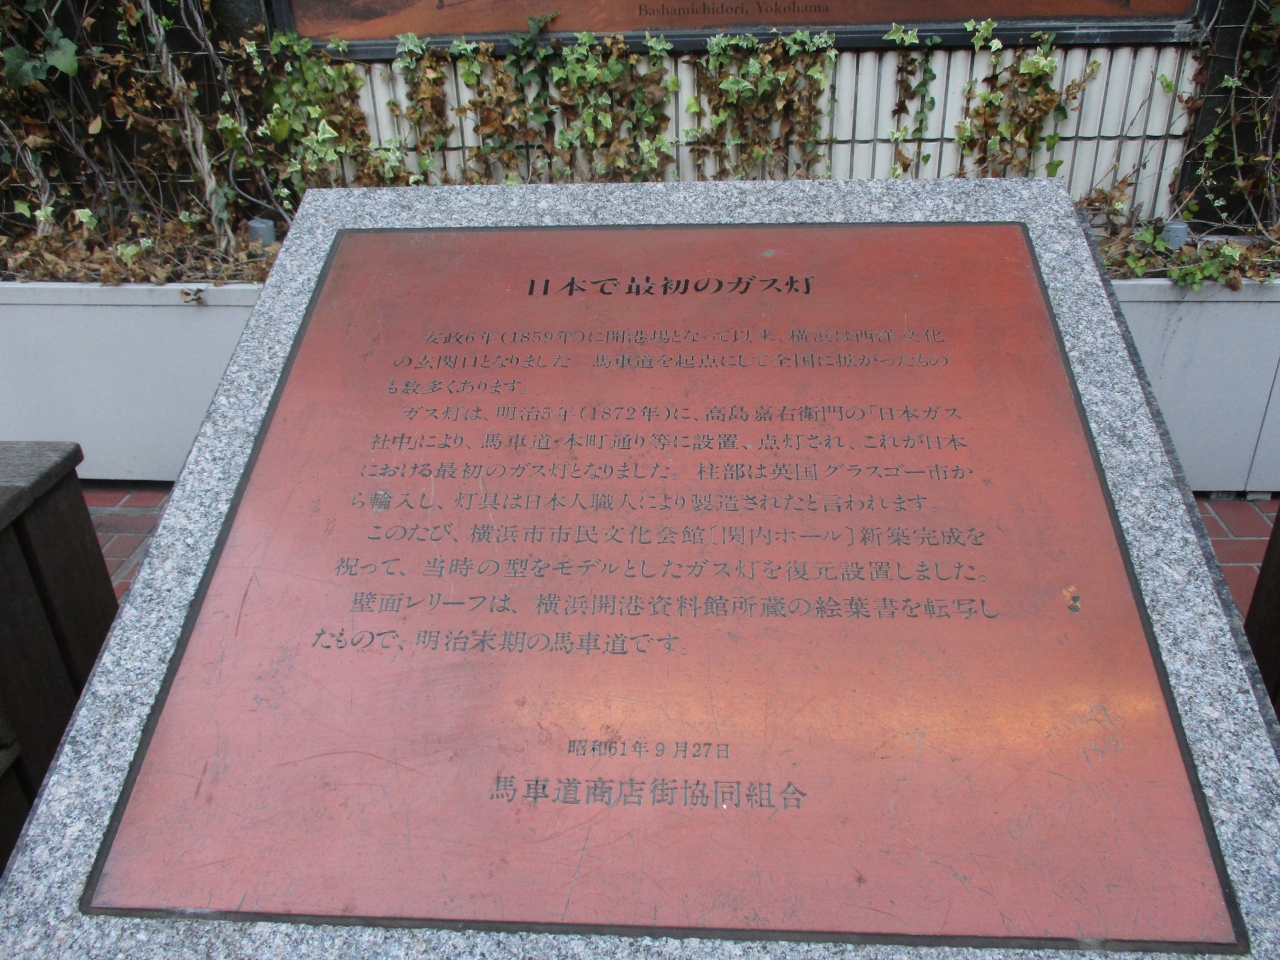 Bashamichidori, Yokohama
日本で最初のガス灯
安政6年(1859年)に開港場となって以来、横浜は西洋文化
の玄関口となりました。馬車道を起点にして全国に拡がったもの
も数多くあります。
ガス灯は、明治5年(1872年)に、高島嘉右衛門の「日本ガス
社中」により、馬車道・本町通り等に設置、点灯され、これが日本
における最初のガス灯となりました。柱部は英国グラスゴー市か
ら輸入し、灯具は日本人職人により製造されたと言われます。
このたび、横浜市市民文化会館〔関内ホール〕新築完成を
祝って、当時の型をモデルとしたガス灯を復元設置しました。
壁面レリーフは、横浜開港資料館所蔵の絵葉書を転写し
たもので、明治末期の馬車道です。
昭和61年9月27日
馬車道商店街協同組合